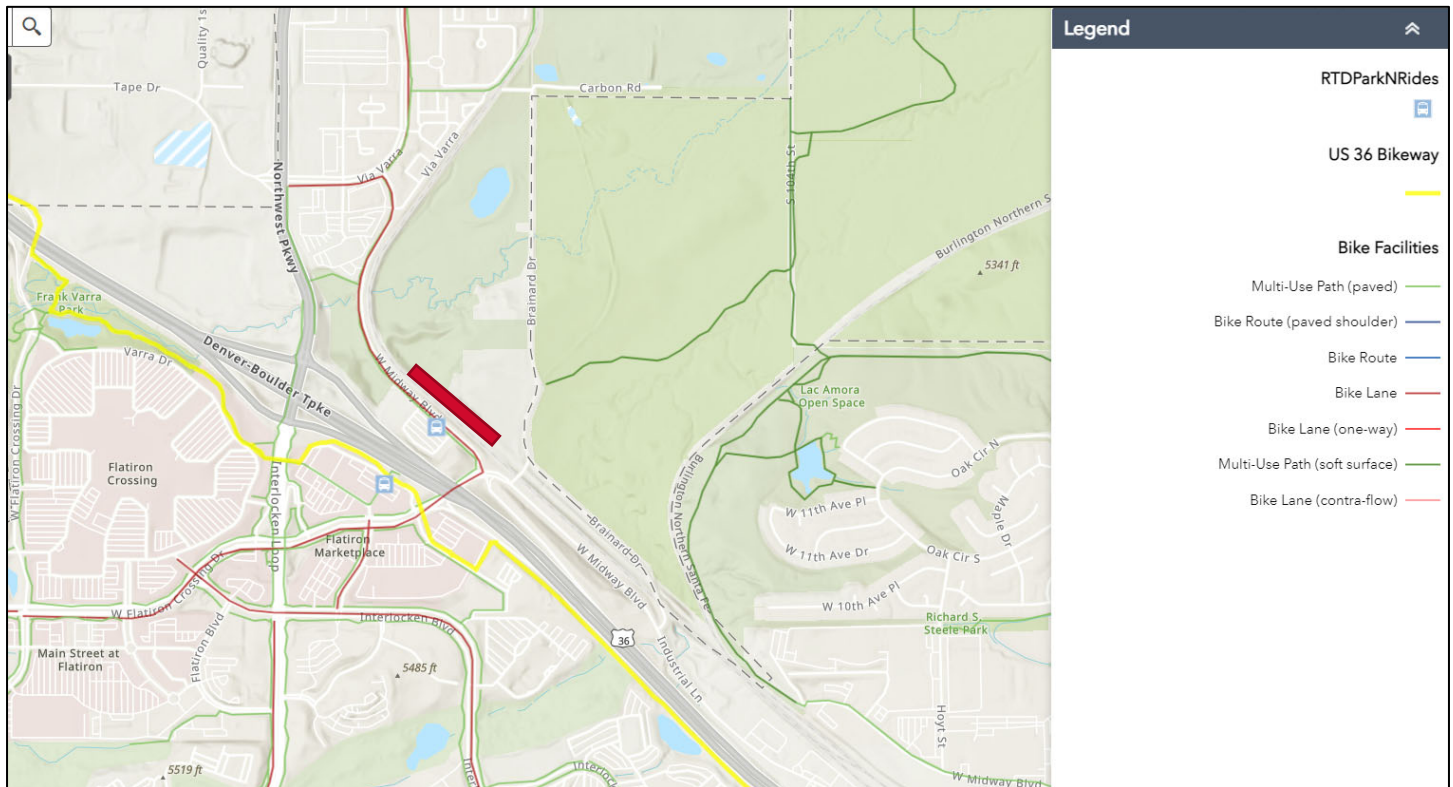 Legend
RTDParkNRides
US 36 Bikeway
Bike Facilities
Multi-Use Path (paved)
Bike Route (paved shoulder)
Bike Route
Bike Lane
Bike Lane (one-way)
Multi-Use Path (soft surface)
Bike Lane (contra-flow)
Quality 1s
Tape Dr
Carbon Rd
Via Varra
Via Varra
Northwest Pkwy
S 104th St
Burlington Northern S
5341 ft
Brainard Dr
Frank Varra
Park
Varra Dr
Denver-Boulder Tpke
W Midway Blvd
Lac Amora
Open Space
W Flatiron Crossing Dr
Flatiron
Crossing
Interlocken Loop
Oak Cir N
Maple Dr
Burlington Northern Santa Fe
W 11th Ave Pl
Flatiron
Marketplace
Brainard Dr
W 11th Ave Dr
Oak Cir S
W Midway Blvd
W Flatiron Crossing Dr
W 10th Ave Pl
Interlocken Blvd
Richard S.
Steele Park
36
Flatiron Blvd
Main Street at
Flatiron
5485 ft
Industrial Ln
Hoyt St
5519 ft
Interloc
Inter
W Midway Blvd